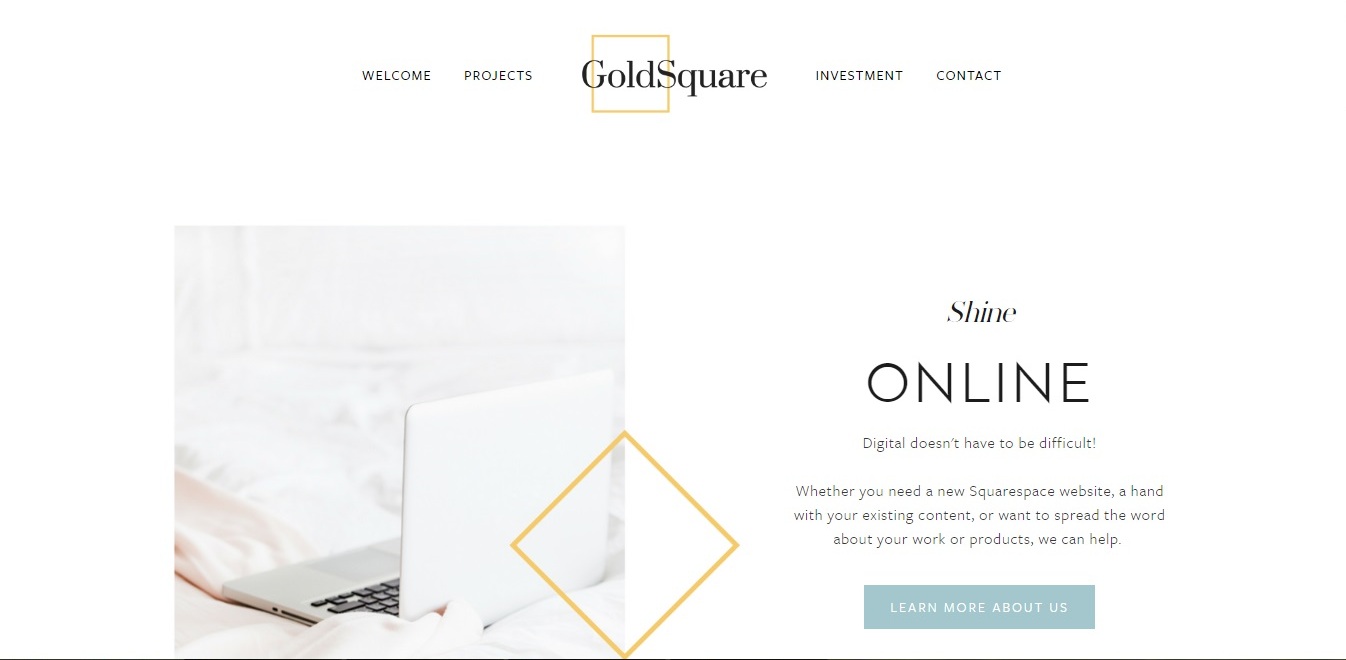 WELCOME PROJECTS GoldSquare INVESTMENT CONTACT
Shine
ONLINE
Digital doesn't have to be difficult!
Whether you need a new Squarespace website, a hand
with your existing content, or want to spread the word
about your work or products, we can help.
LEARN MORE ABOUT US